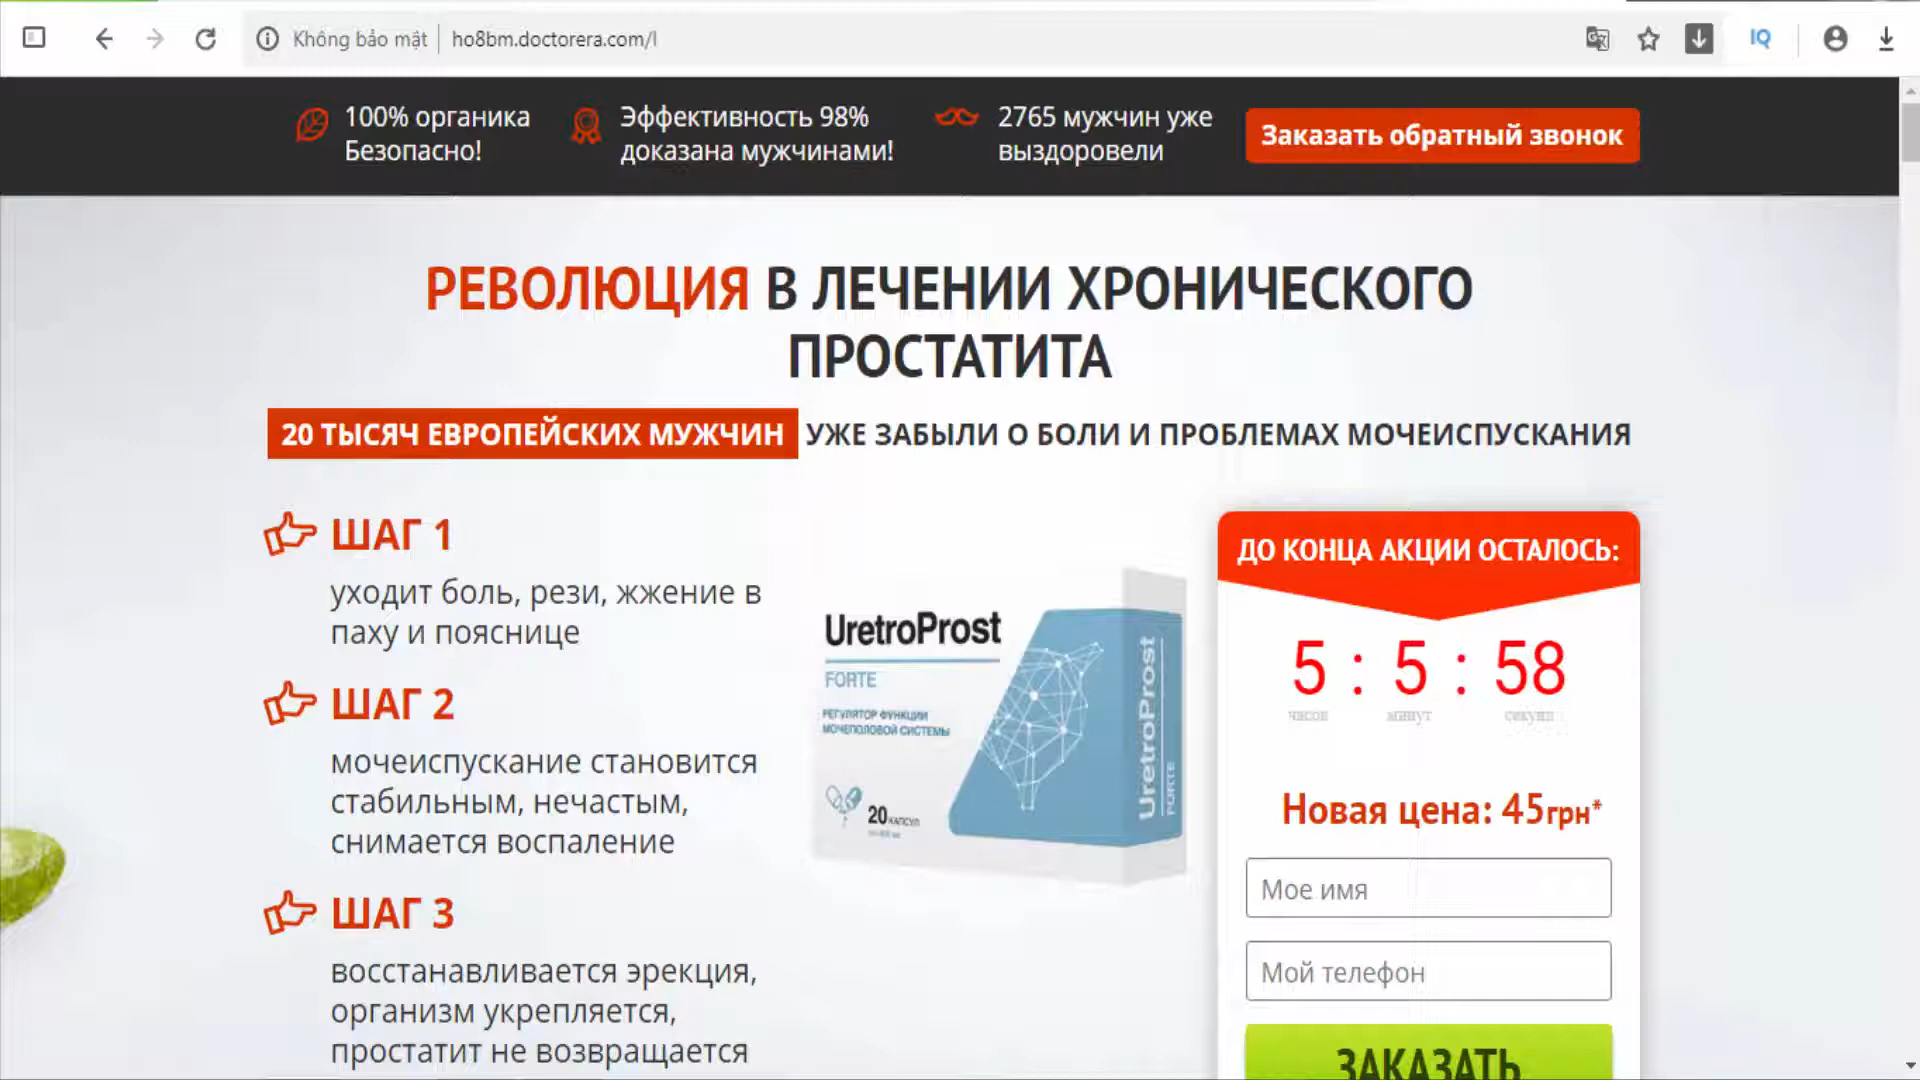 Không bảo mật
ho8bm.doctorera.com/l
IQ
100% органика
Безопасно!
Эффективность 98%
доказана мужчинами!
2765 мужчин уже
выздоровели
Заказать обратный звонок
РЕВОЛЮЦИЯ В ЛЕЧЕНИИ ХРОНИЧЕСКОГО
ПРОСТАТИТА
20 ТЫСЯЧ ЕВРОПЕЙСКИХ МУЖЧИН УЖЕ ЗАБЫЛИ О БОЛИ И ПРОБЛЕМАХ МОЧЕИСПУСКАНИЯ
ШАГ 1
уходит боль, рези, жжение в
паху и пояснице
ШАГ 2
мочеиспускание становится
стабильным, нечастым,
снимается воспаление
ШАГ 3
восстанавливается эрекция,
организм укрепляется,
простатит не возвращается
UretroProst
FORTE
РЕГУЛЯТОР ФУНКЦИИ
МОЧЕПОЛОВОЙ СИСТЕМЫ
20 КАПСУЛ
UretroProst
FORTE
ДО КОНЦА АКЦИИ ОСТАЛОСЬ:
5 : 5 : 58
часов минут секунд
Новая цена: 45грн*
Мое имя
Мой телефон
ЗАКАЗАТЬ